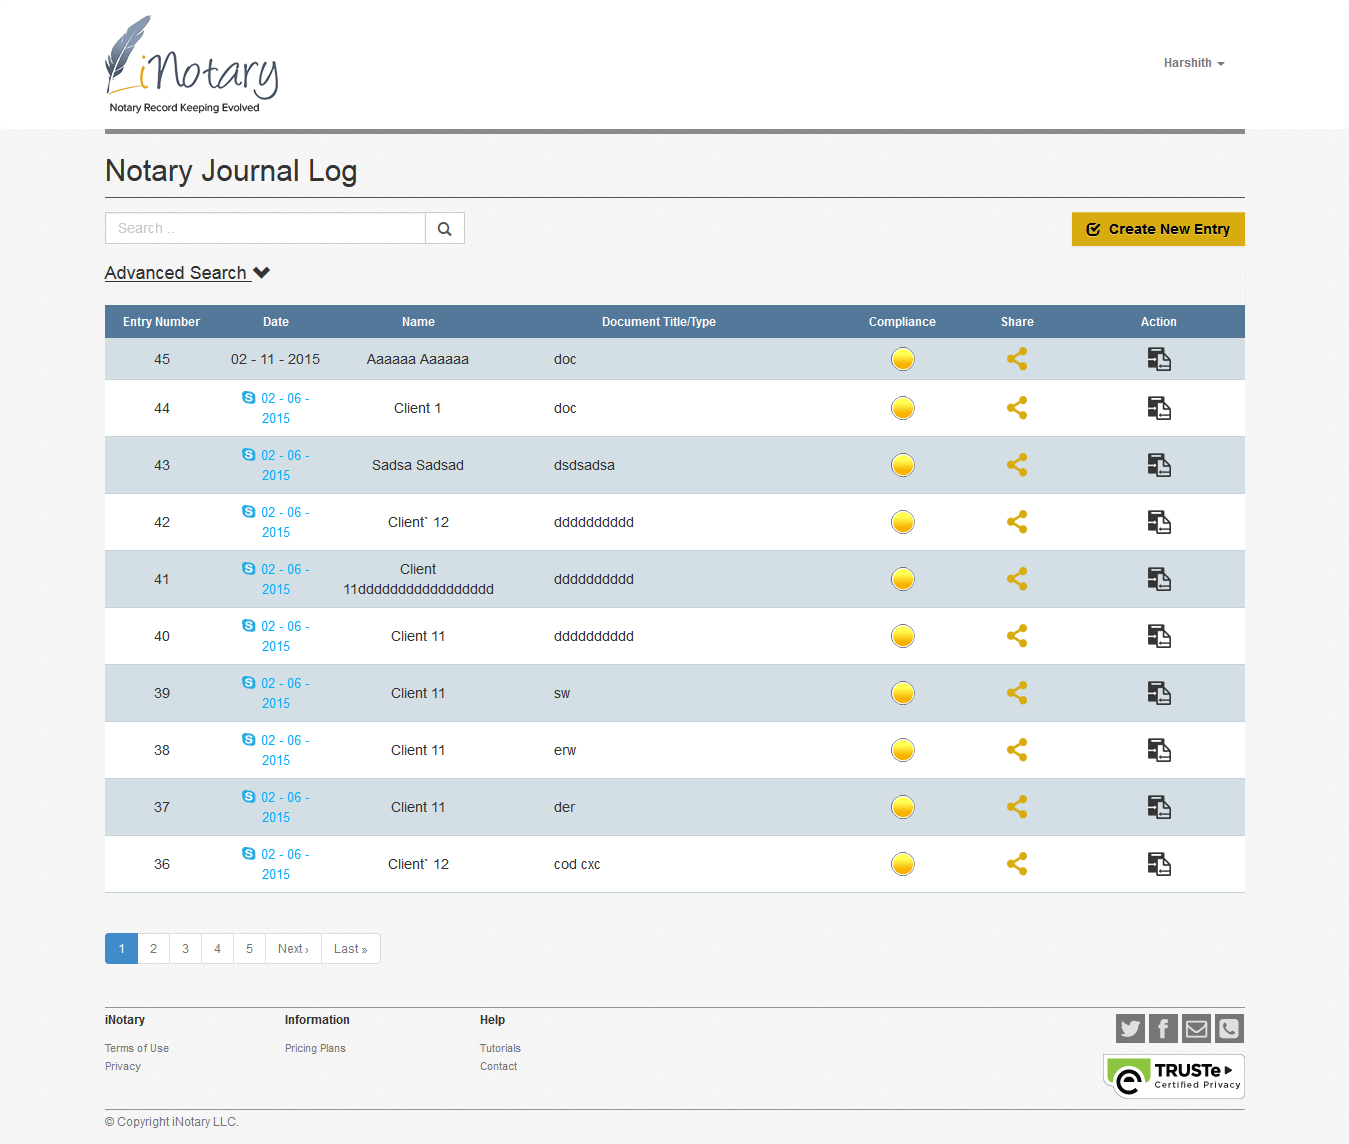 iNotary
Notary Record Keeping Evolved
Harshith
Notary Journal Log
Search ..
Create New Entry
Advanced Search
Entry Number Date Name Document Title/Type Compliance Share Action
45 02 - 11 - 2015 Aaaaaa Aaaaaa doc
44 02 - 06 - 2015 Client 1 doc
43 02 - 06 - 2015 Sadsa Sadsad dsdsadsa
42 02 - 06 - 2015 Client` 12 dddddddddd
41 02 - 06 - 2015 Client 11ddddddddddddddddd dddddddddd
40 02 - 06 - 2015 Client 11 dddddddddd
39 02 - 06 - 2015 Client 11 sw
38 02 - 06 - 2015 Client 11 erw
37 02 - 06 - 2015 Client 11 der
36 02 - 06 - 2015 Client` 12 cod cxc
1 2 3 4 5 Next › Last »
iNotary Information Help
Terms of Use Pricing Plans Tutorials
Privacy Contact
TRUSTe
Certified Privacy
© Copyright iNotary LLC.